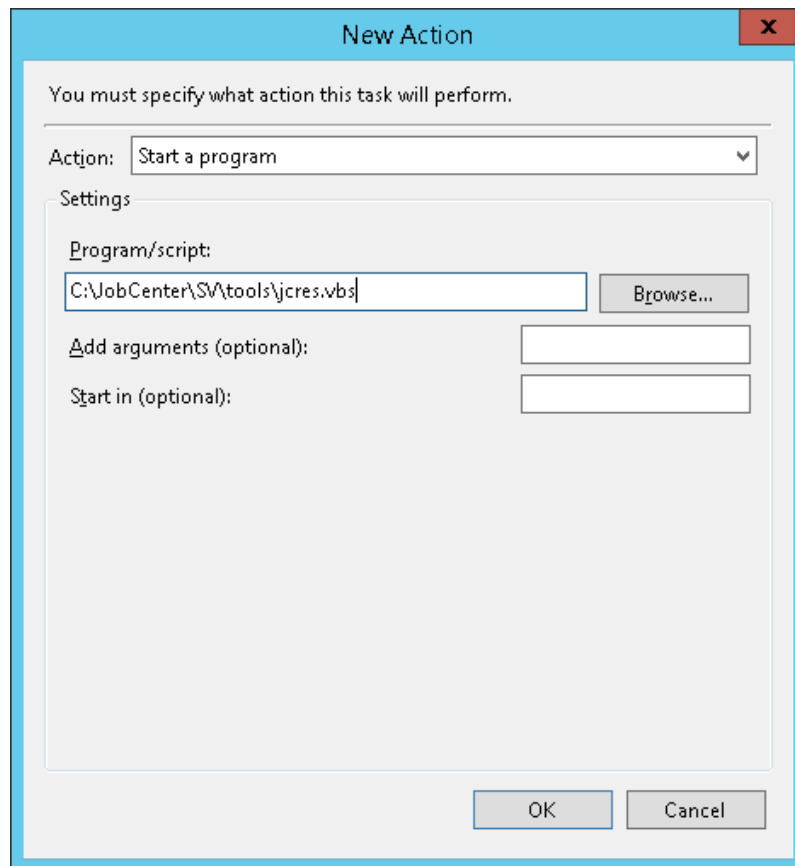 New Action
x
You must specify what action this task will perform.
Action: Start a program
Settings
Program/script:
C:\JobCenter\SV\tools\jcres.vbs
Browse...
Add arguments (optional):
Start in (optional):
OK Cancel